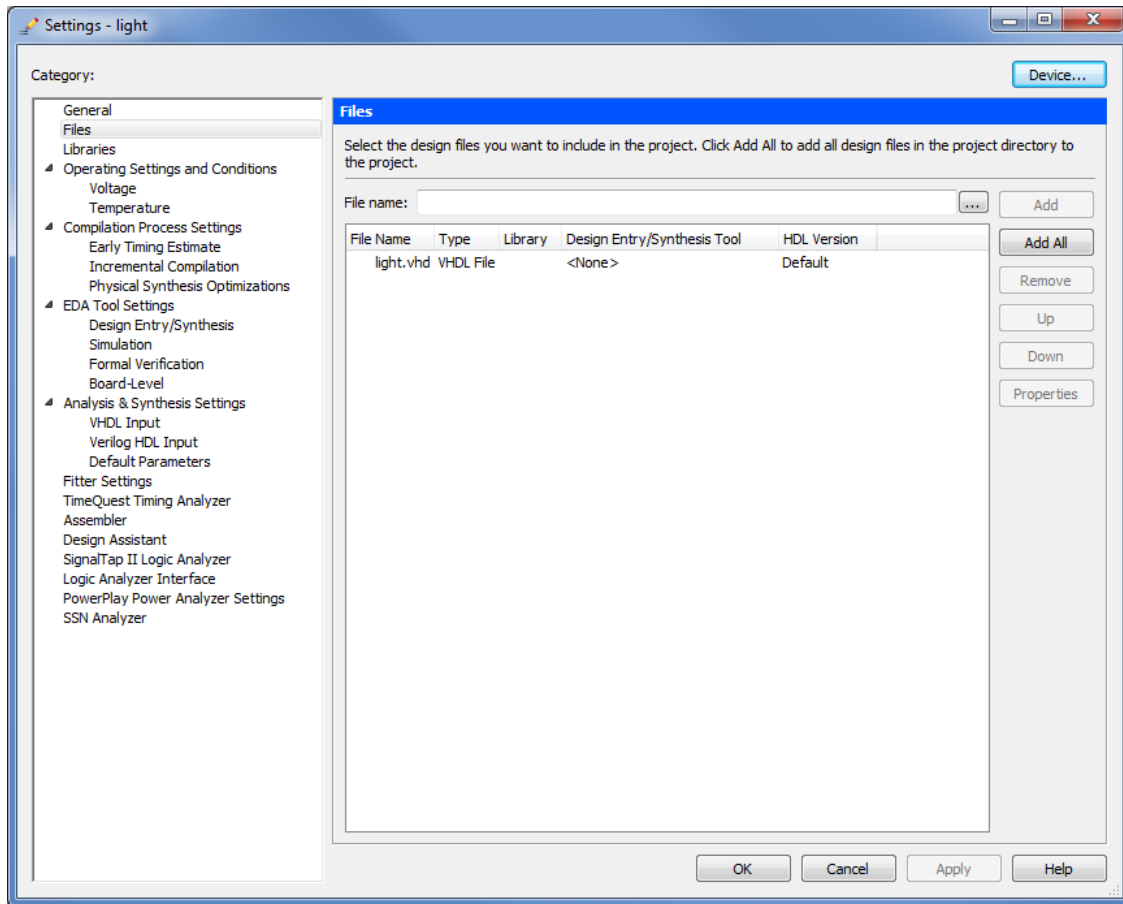 Settings - light
Category:
Device...
General
Files
Libraries
Operating Settings and Conditions
Voltage
Temperature
Compilation Process Settings
Early Timing Estimate
Incremental Compilation
Physical Synthesis Optimizations
EDA Tool Settings
Design Entry/Synthesis
Simulation
Formal Verification
Board-Level
Analysis & Synthesis Settings
VHDL Input
Verilog HDL Input
Default Parameters
Fitter Settings
TimeQuest Timing Analyzer
Assembler
Design Assistant
SignalTap II Logic Analyzer
Logic Analyzer Interface
PowerPlay Power Analyzer Settings
SSN Analyzer
Files
Select the design files you want to include in the project. Click Add All to add all design files in the project directory to
the project.
File name:
...
Add
File Name Type Library Design Entry/Synthesis Tool HDL Version
light.vhd VHDL File <None> Default
Add All
Remove
Up
Down
Properties
OK Cancel Apply Help